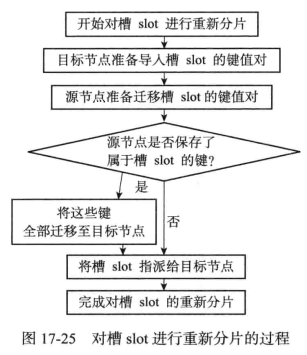 开始对槽 slot 进行重新分片
目标节点准备导入槽 slot 的键值对
源节点准备迁移槽 slot 的键值对
源节点是否保存了
属于槽 slot 的键?
是
将这些键
全部迁移至目标节点
否
将槽 slot 指派给目标节点
完成对槽 slot 的重新分片
图 17-25 对槽 slot 进行重新分片的过程